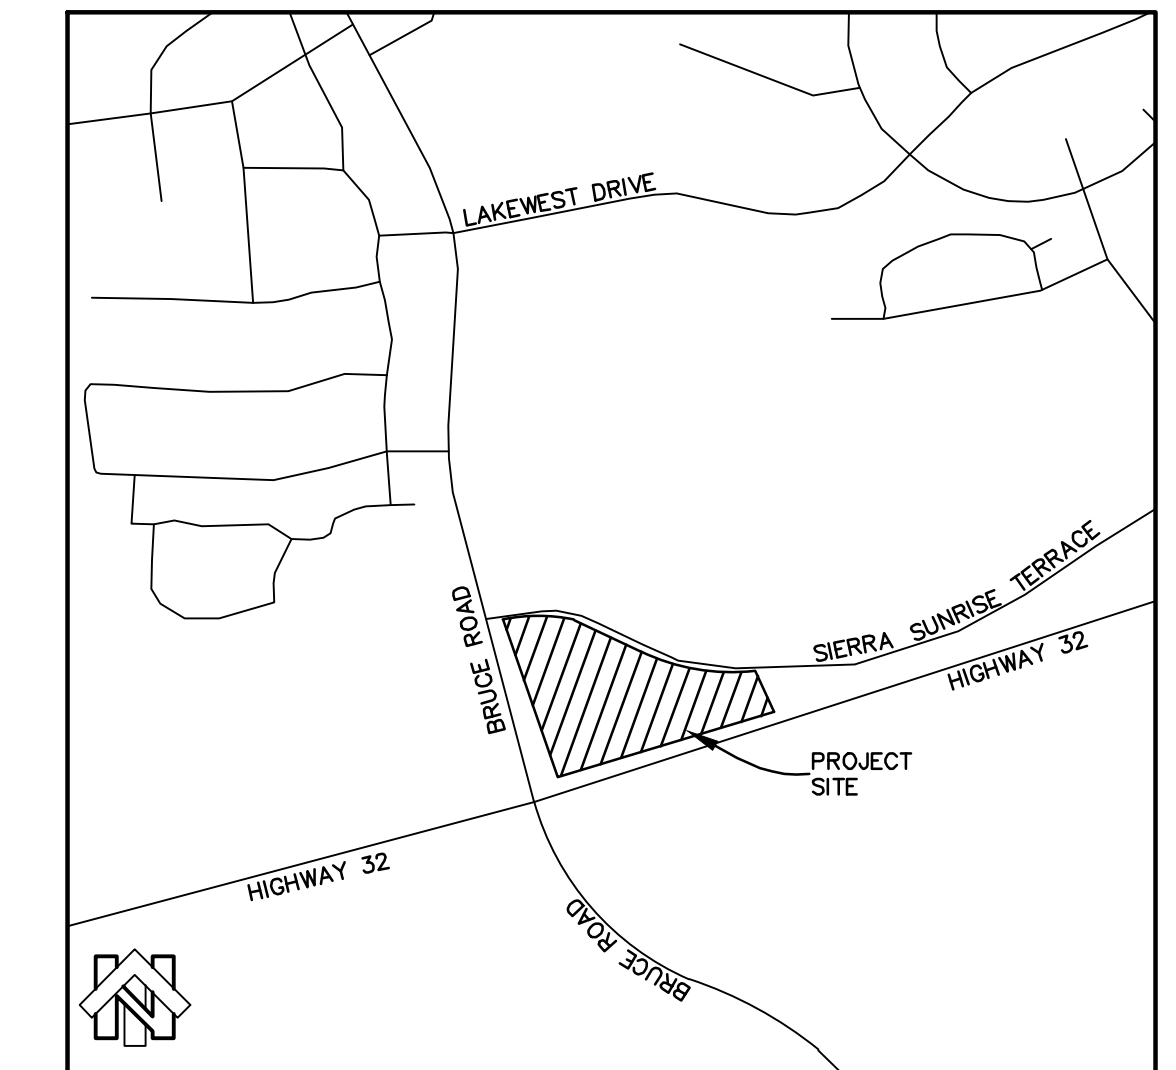 LAKEWEST DRIVE
BRUCE ROAD
SIERRA SUNRISE TERRACE
HIGHWAY 32
PROJECT
SITE
HIGHWAY 32
BRUCE ROAD
N